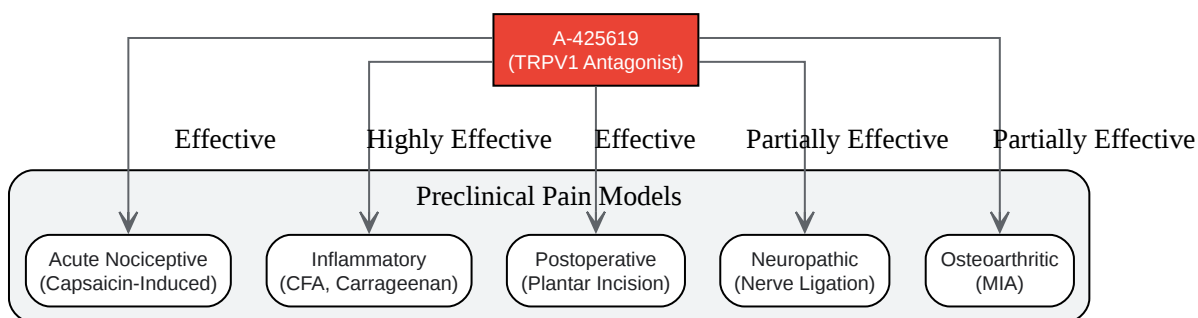 A-425619
(TRPV1 Antagonist)
Effective
Highly Effective
Effective
Partially Effective
Partially Effective
Preclinical Pain Models
Acute Nociceptive
(Capsaicin-Induced)
Inflammatory
(CFA, Carrageenan)
Postoperative
(Plantar Incision)
Neuropathic
(Nerve Ligation)
Osteoarthritic
(MIA)